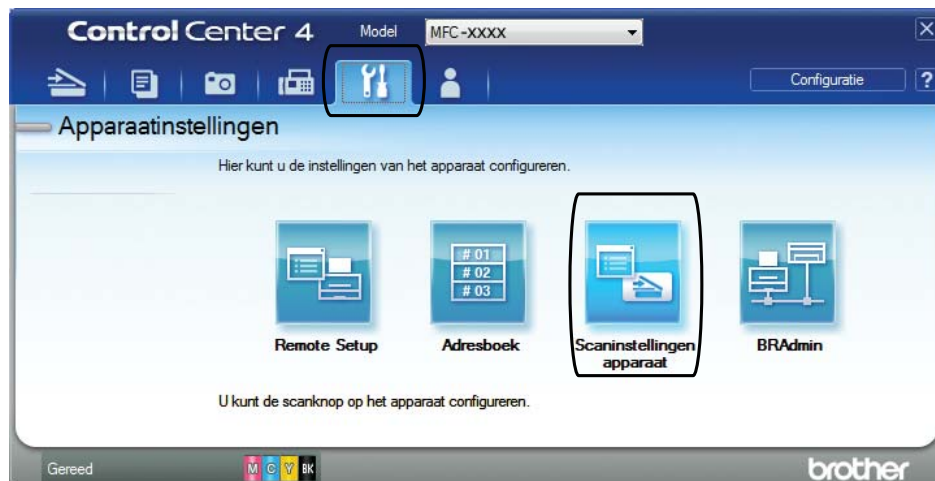 Control Center 4
Model
MFC-XXXX
Configuratie
?
Apparaatinstellingen
Hier kunt u de instellingen van het apparaat configureren.
# 01
# 02
# 03
Remote Setup
Adresboek
Scaninstellingen
apparaat
BRAdmin
U kunt de scanknop op het apparaat configureren.
Gereed
M C Y BK
brother